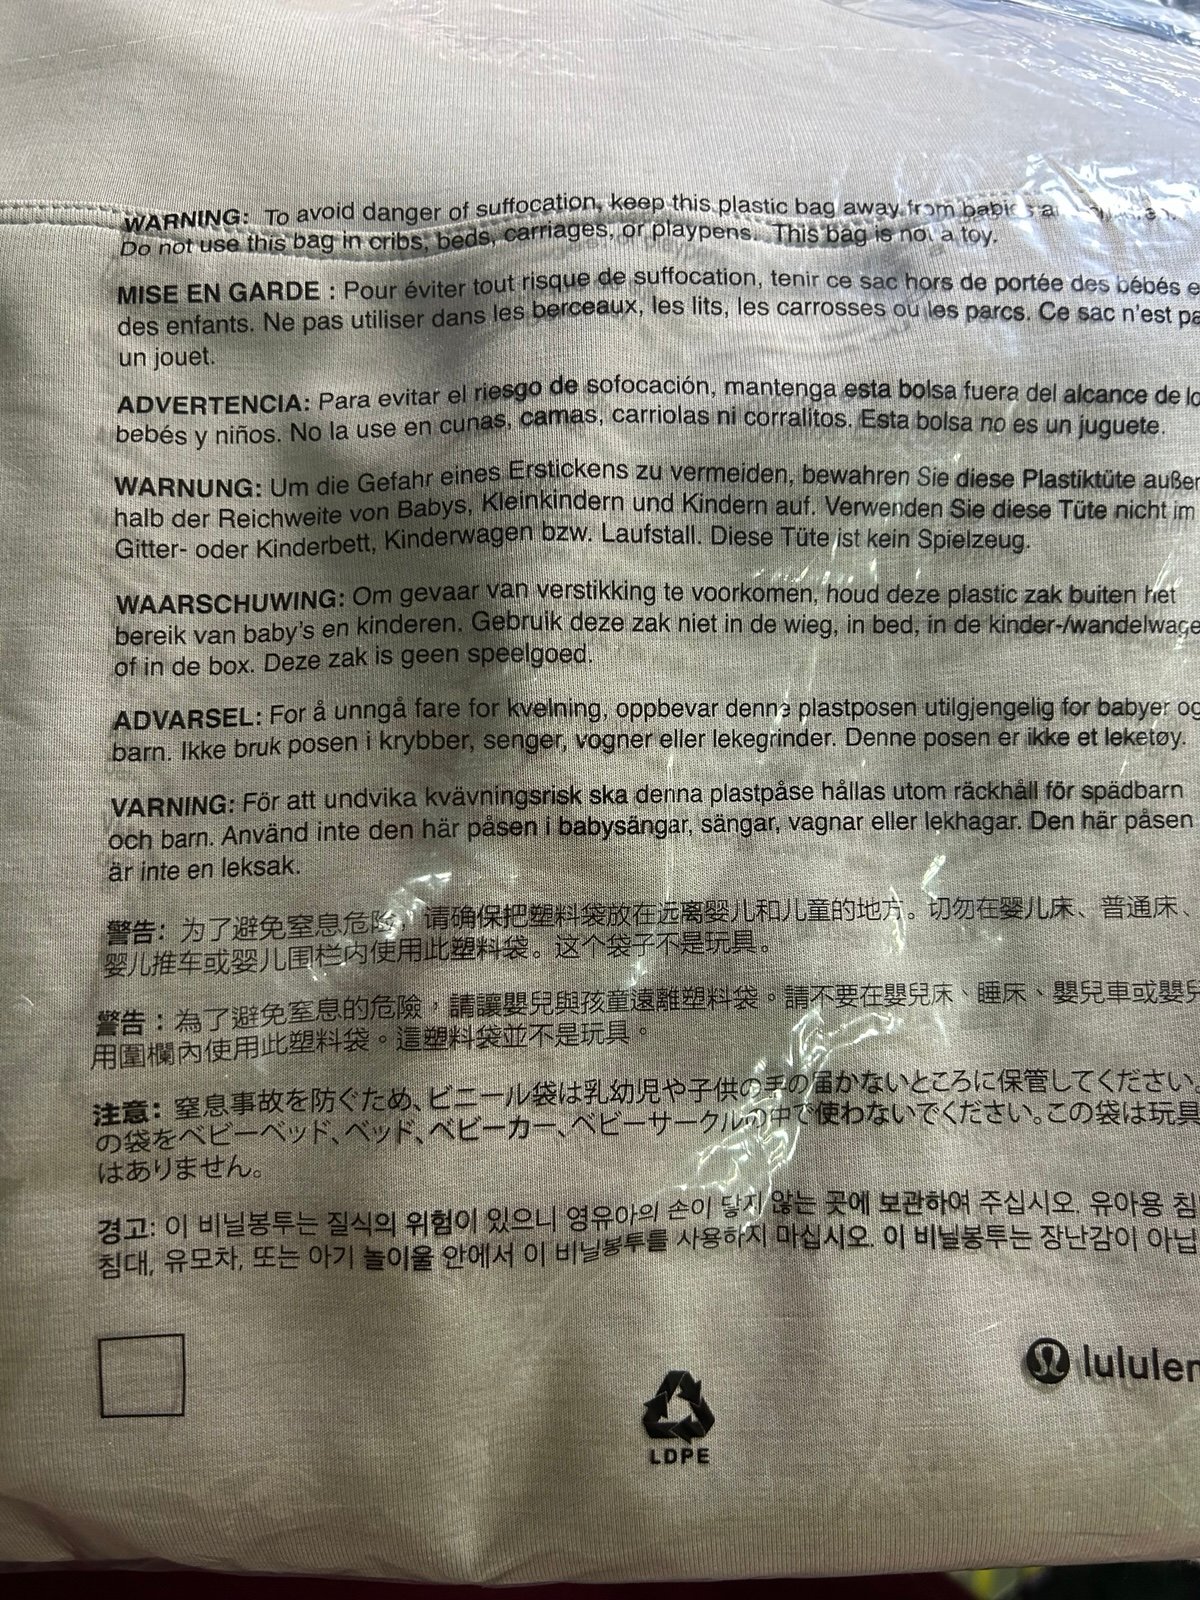 WARNING: To avoid danger of suffocation, keep this plastic bag away from
Do not use this bag in cribs, beds, carriages, or playpens. This bag is not a toy.
MISE EN GARDE : Pour éviter tout risque de suffocation, tenir ce sac hors de portée des bébés e
des enfants. Ne pas utiliser dans les berceaux, les lits, les carrosses ou les parcs. Ce sac n'est pa
un jouet.
ADVERTENCIA: Para evitar el riesgo de sofocación, mantenga esta bolsa fuera del alcance de lo
bebés y niños. No la use en cunas, camas, carriolas ni corralitos. Esta bolsa no es un juguete.
WARNUNG: Um die Gefahr eines Erstickens zu vermeiden, bewahren Sie diese Plastiktüte außer
halb der Reichweite von Babys, Kleinkindern und Kindern auf. Verwenden Sie diese Tüte nicht im
Gitter- oder Kinderbett, Kinderwagen bzw. Laufstall. Diese Tüte ist kein Spielzeug.
WAARSCHUWING: Om gevaar van verstikking te voorkomen, houd deze plastic zak buiten het
bereik van baby's en kinderen. Gebruik deze zak niet in de wieg, in bed, in de kinder-/wandelwage
of in de box. Deze zak is geen speelgoed.
ADVARSEL: For å unngå fare for kvelning, oppbevar denne plastposen utilgjengelig for babyer og
barn. Ikke bruk posen i krybber, senger, vogner eller lekegrinder. Denne posen er ikke et leketøy.
VARNING: För att undvika kvävningsrisk ska denna plastpåse hållas utom räckhåll för spädbarn
och barn. Använd inte den här påsen i babysängar, sängar, vagnar eller lekhagar. Den här påsen
är inte en leksak.
警告：为了避免窒息危险，请确保把塑料袋放在远离婴儿和儿童的地方。切勿在婴儿床、普通床、
婴儿推车或婴儿围栏内使用此塑料袋。这个袋子不是玩具。
警告：為了避免窒息的危險，請讓嬰兒與孩童遠離塑料袋。請不要在嬰兒床、睡床、嬰兒車或嬰兒
用圍欄內使用此塑料袋。這塑料袋並不是玩具。
注意：窒息事故を防ぐため、ビニール袋は乳幼児や子供の手の届かないところに保管してください。
の袋をベビーベッド、ベッド、ベビーカー、ベビーサークルの中で使わないでください。この袋は玩具
はありません。
경고: 이 비닐봉투는 질식의 위험이 있으니 영유아의 손이 닿지 않는 곳에 보관하여 주십시오. 유아용 침
침대, 유모차, 또는 아기 놀이울 안에서 이 비닐봉투를 사용하지 마십시오. 이 비닐봉투는 장난감이 아닙
lululer
LDPE